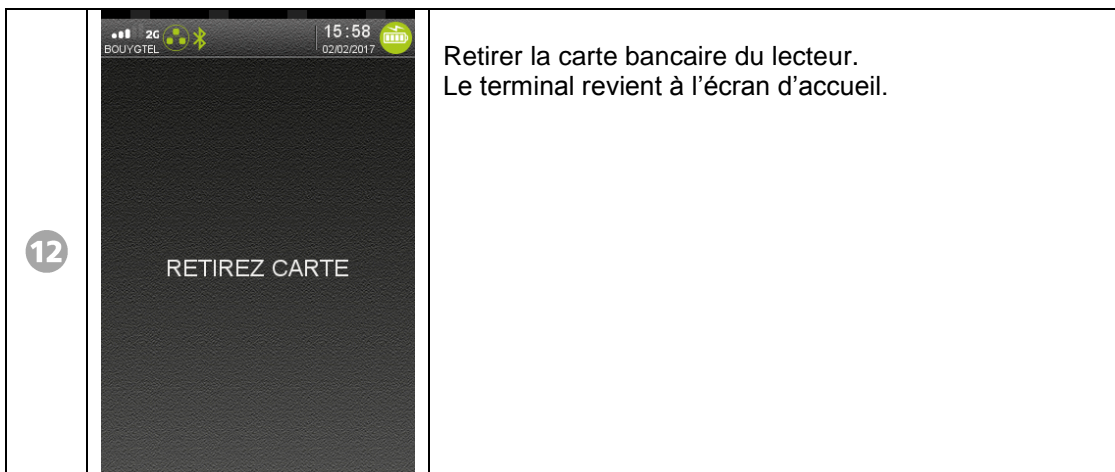 12
2G
BOUYGTEL
15:58
02/02/2017
RETIREZ CARTE
Retirer la carte bancaire du lecteur.
Le terminal revient à l’écran d’accueil.